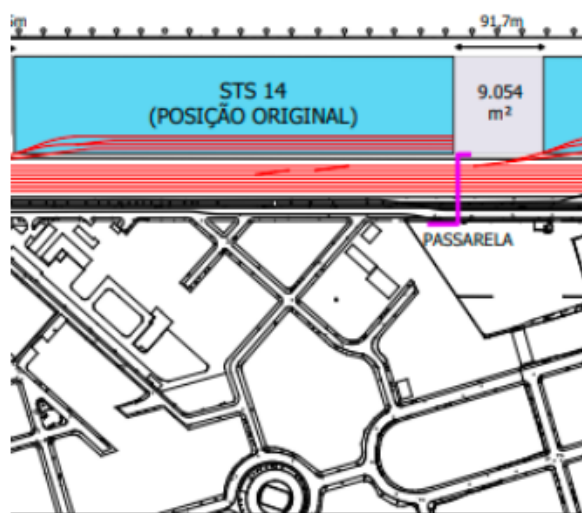 91.7m
STS 14
(POSIÇÃO ORIGINAL)
9.054
m²
PASSARELA